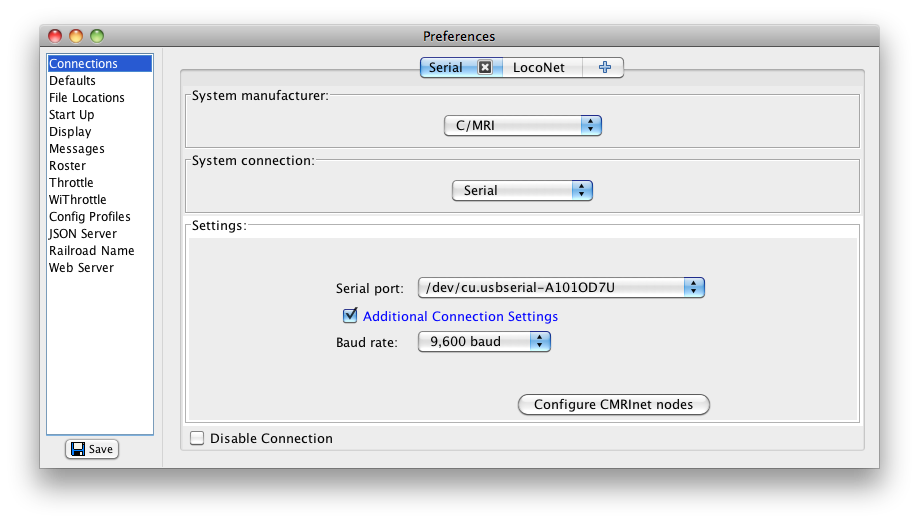 Preferences
Connections
Defaults
File Locations
Start Up
Display
Messages
Roster
Throttle
WiThrottle
Config Profiles
JSON Server
Railroad Name
Web Server
Save
Serial LocoNet
System manufacturer:
C/MRI
System connection:
Serial
Settings:
Serial port: /dev/cu.usbserial-A101OD7U
Additional Connection Settings
Baud rate: 9,600 baud
Configure CMRInet nodes
Disable Connection